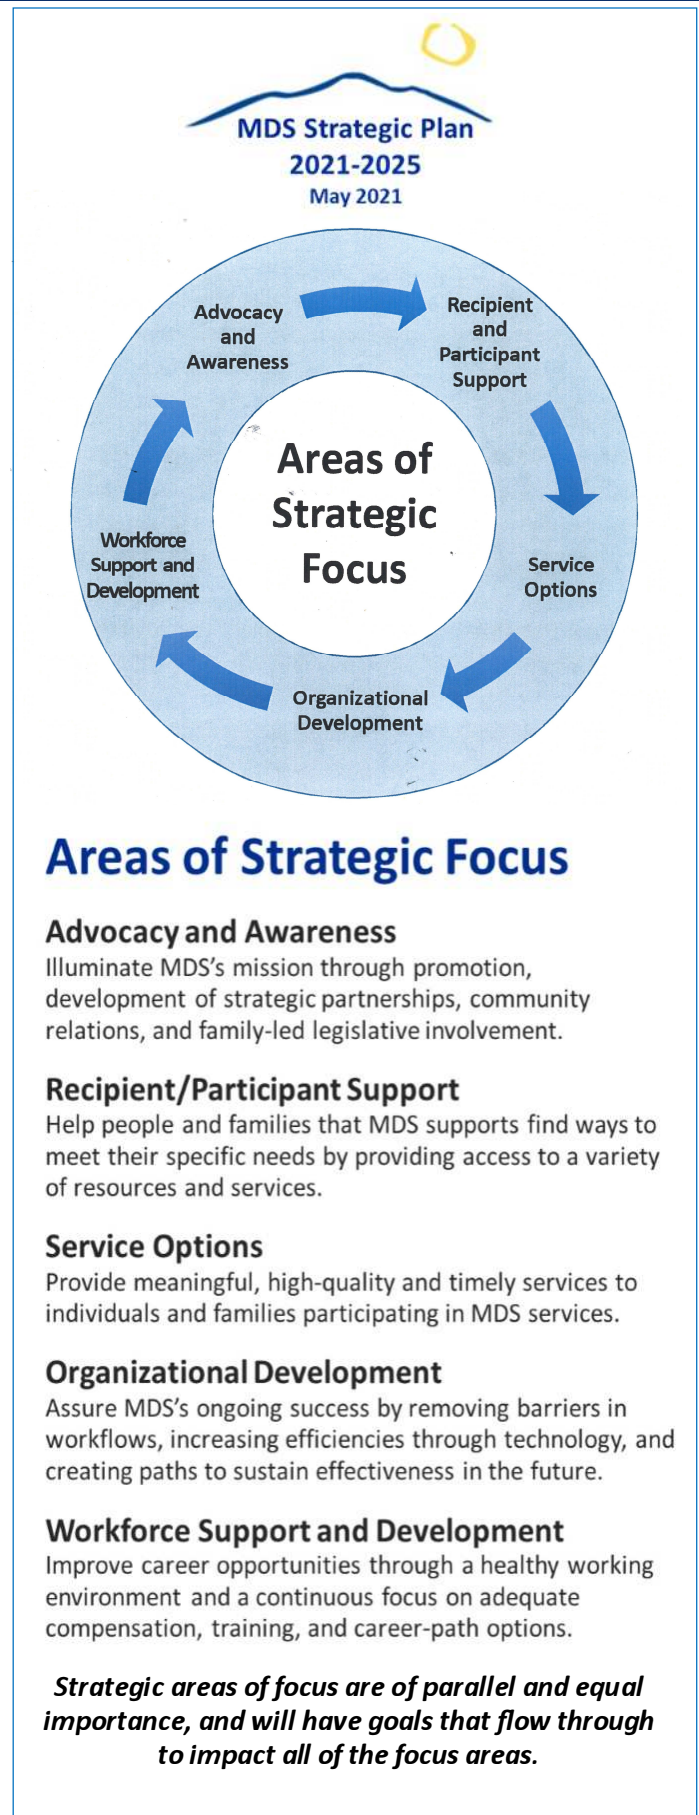 MDS Strategic Plan
2021-2025
May 2021
Advocacy
and
Awareness
Recipient
and
Participant
Support
Service
Options
Organizational
Development
Workforce
Support and
Development
Areas of
Strategic
Focus
Areas of Strategic Focus
Advocacy and Awareness
Illuminate MDS's mission through promotion,
development of strategic partnerships, community
relations, and family-led legislative involvement.
Recipient/Participant Support
Help people and families that MDS supports find ways to
meet their specific needs by providing access to a variety
of resources and services.
Service Options
Provide meaningful, high-quality and timely services to
individuals and families participating in MDS services.
Organizational Development
Assure MDS's ongoing success by removing barriers in
workflows, increasing efficiencies through technology, and
creating paths to sustain effectiveness in the future.
Workforce Support and Development
Improve career opportunities through a healthy working
environment and a continuous focus on adequate
compensation, training, and career-path options.
Strategic areas of focus are of parallel and equal
importance, and will have goals that flow through
to impact all of the focus areas.